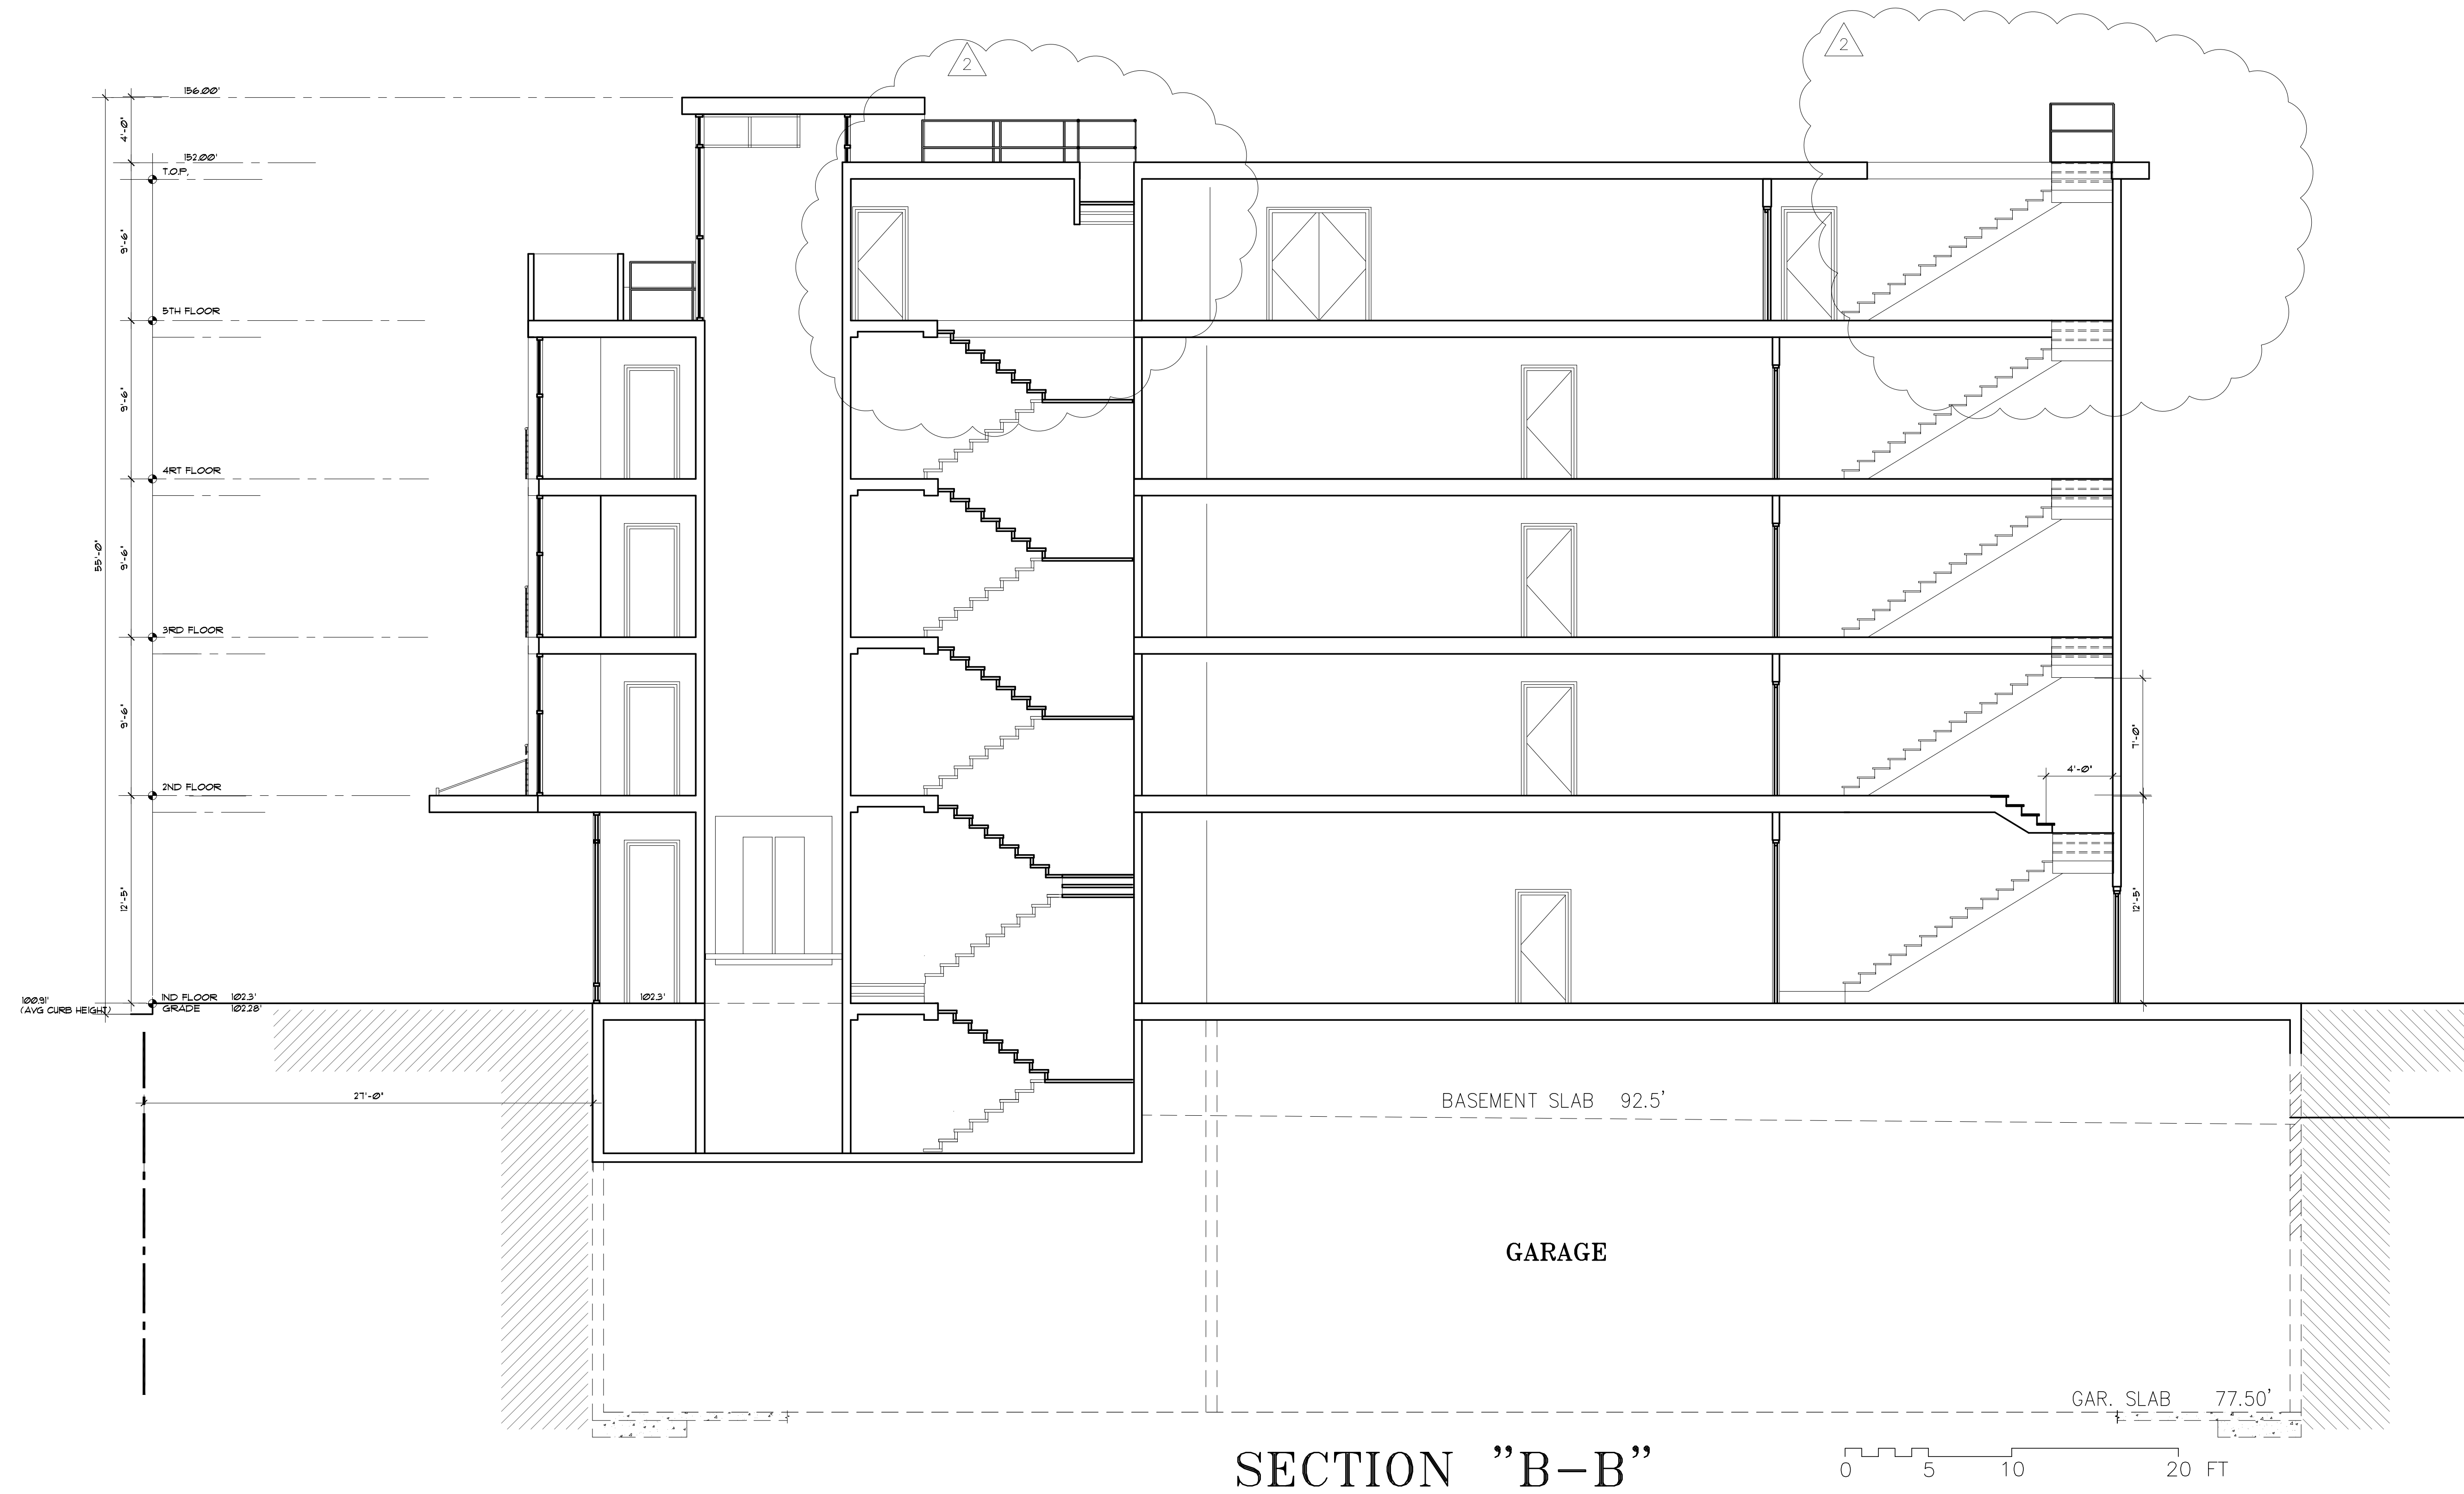 2
2
156.00'
4'-0"
152.00'
T.O.P.
9'-6"
5TH FLOOR
9'-6"
4RT FLOOR
55'-0"
9'-6"
3RD FLOOR
9'-6"
7'-0"
4'-0"
2ND FLOOR
12'-5"
12'-5"
100.91'
(AVG CURB HEIGHT)
1ND FLOOR 102.3'
GRADE 102.28'
102.3'
27'-0"
BASEMENT SLAB 92.5'
GARAGE
GAR. SLAB 77.50'
SECTION "B-B"
0 5 10 20 FT